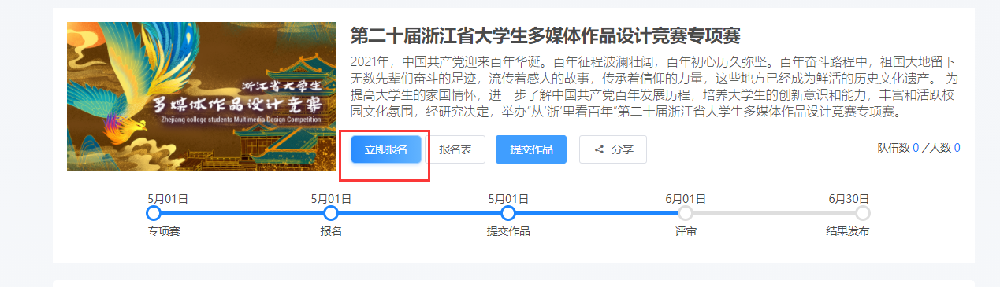 第二十届浙江省大学生多媒体作品设计竞赛专项赛
2021年，中国共产党迎来百年华诞。百年征程波澜壮阔，百年初心历久弥坚。百年奋斗路程中，祖国大地留下
无数先辈们奋斗的足迹，流传着感人的故事，传承着信仰的力量，这些地方已经成为鲜活的历史文化遗产。 为
提高大学生的家国情怀，进一步了解中国共产党百年发展历程，培养大学生的创新意识和能力，丰富和活跃校
园文化氛围，经研究决定，举办“从‘浙’里看百年”第二十届浙江省大学生多媒体作品设计竞赛专项赛。
浙江省大学生
多媒体作品设计竞赛
Zhejiang college students Multimedia Design Competition
立即报名 报名表 提交作品 分享 队伍数 0 ／人数 0
5月01日 5月01日 5月01日 6月01日 6月30日
专项赛 报名 提交作品 评审 结果发布